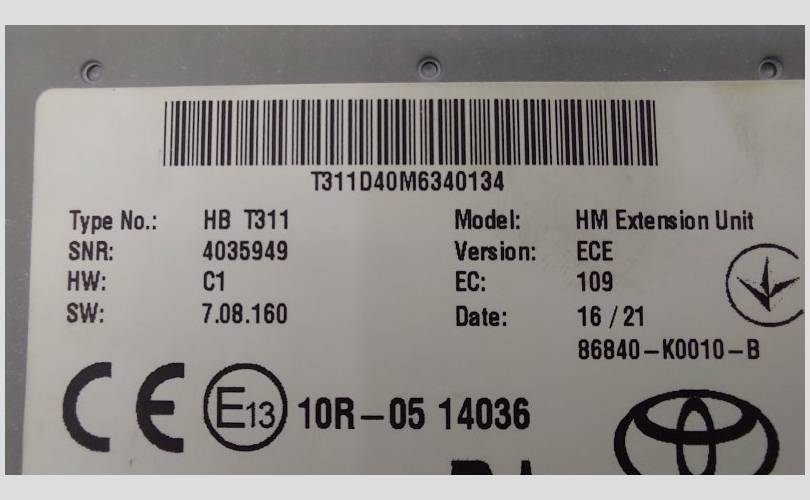 T311D40M6340134
Type No.: HB T311 Model: HM Extension Unit
SNR: 4035949 Version: ECE
HW: C1 EC: 109
SW: 7.08.160 Date: 16 / 21
86840-K0010-B
CE E13 10R-05 14036